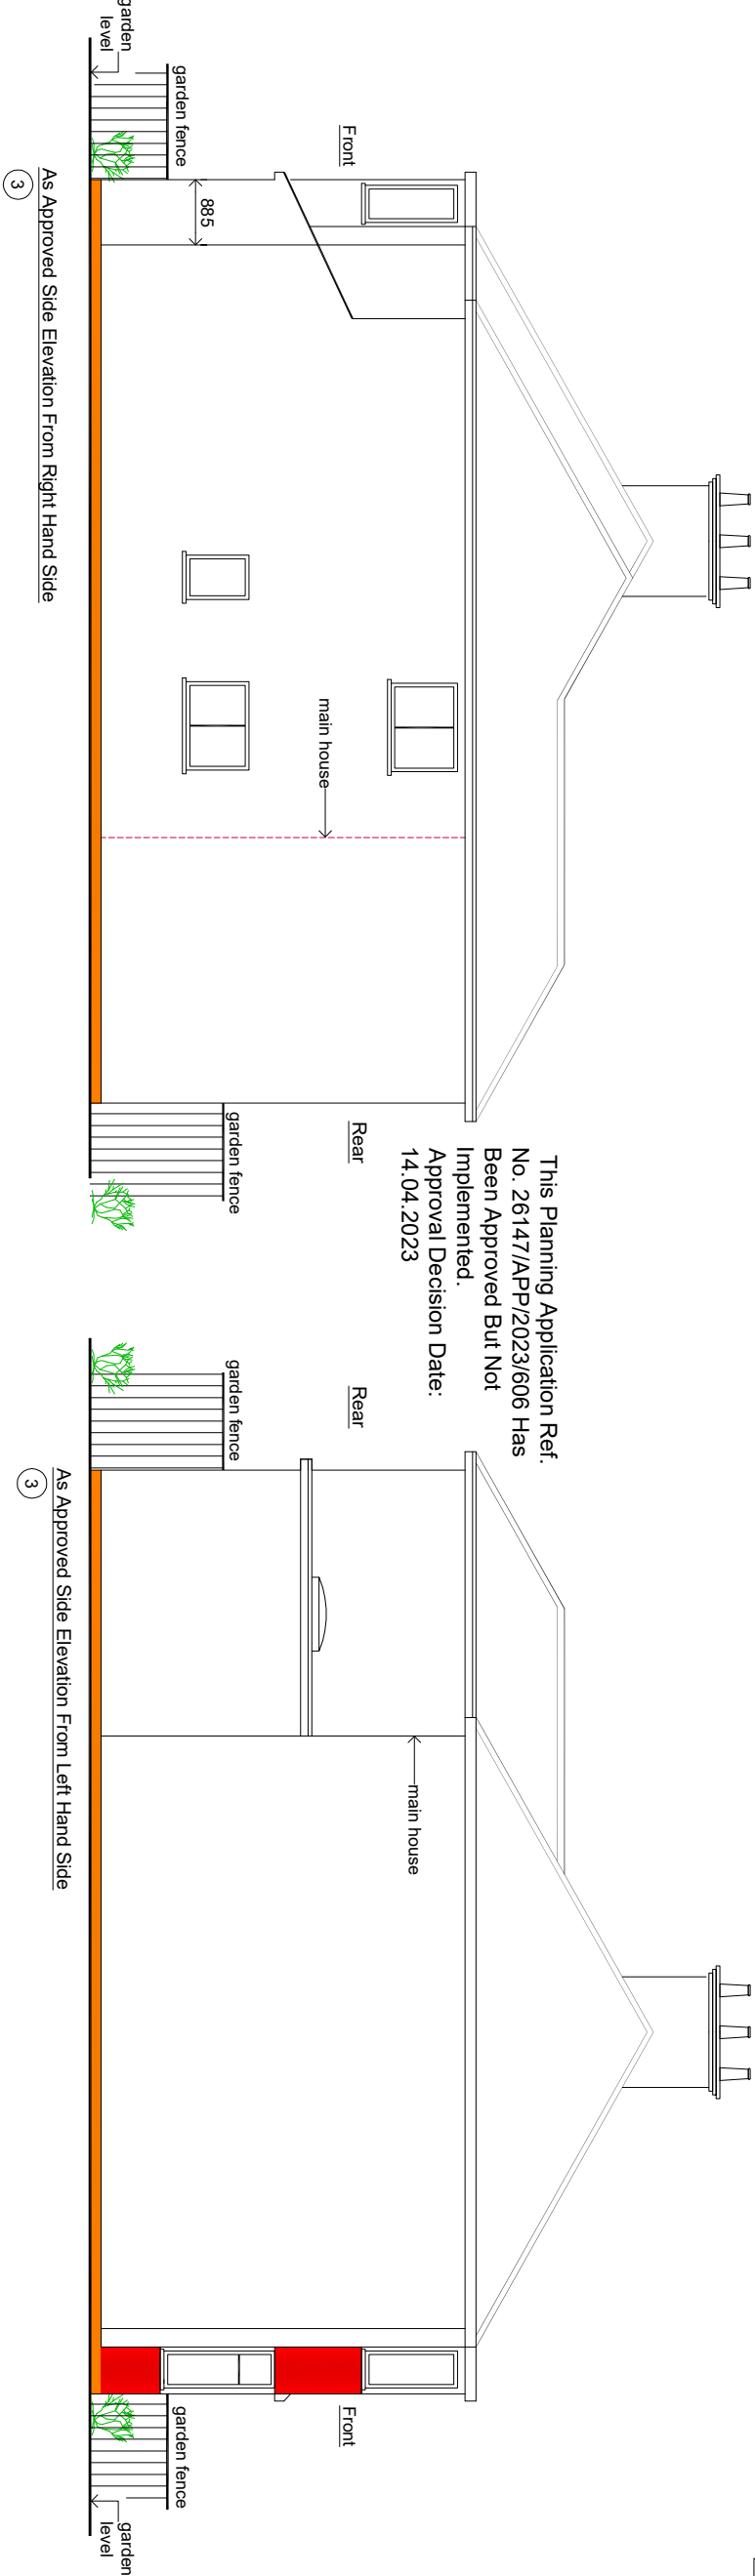 Front
garden fence
garden
level
885
main house
Rear
garden fence
As Approved Side Elevation From Right Hand Side
3
This Planning Application Ref.
No. 26147/APP/2023/606 Has
Been Approved But Not
Implemented.
Approval Decision Date:
14.04.2023
Rear
garden fence
main house
Front
garden fence
garden
level
As Approved Side Elevation From Left Hand Side
3